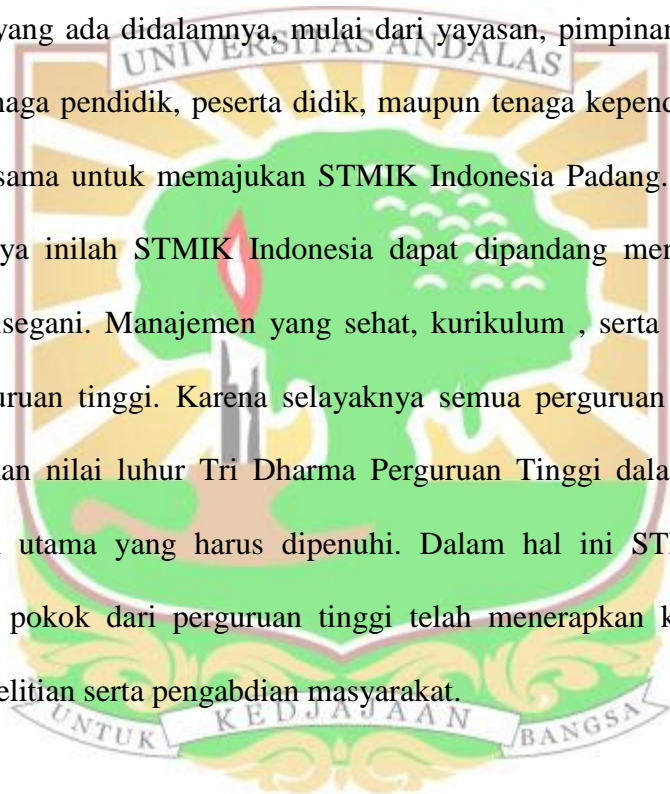 yang ada didalamnya, mulai dari yayasan, pimpinan
UNIVERSITAS ANDALAS
naga pendidik, peserta didik, maupun tenaga kepend
sama untuk memajukan STMIK Indonesia Padang.
ya inilah STMIK Indonesia dapat dipandang men
segani. Manajemen yang sehat, kurikulum , serta
uruan tinggi. Karena selayaknya semua perguruan
kan nilai luhur Tri Dharma Perguruan Tinggi dala
utama yang harus dipenuhi. Dalam hal ini ST
pokok dari perguruan tinggi telah menerapkan k
elitian serta pengabdian masyarakat.
UNTUK KEDJAJAAN BANGSA